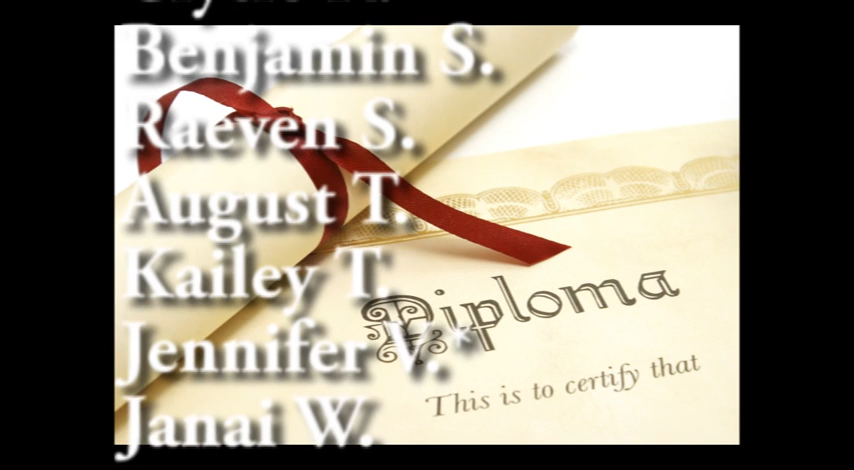 Benjamin S.
Raeven S.
August T.
Kailey T.
Jennifer V.*
Janai W.
Diploma
This is to certify that